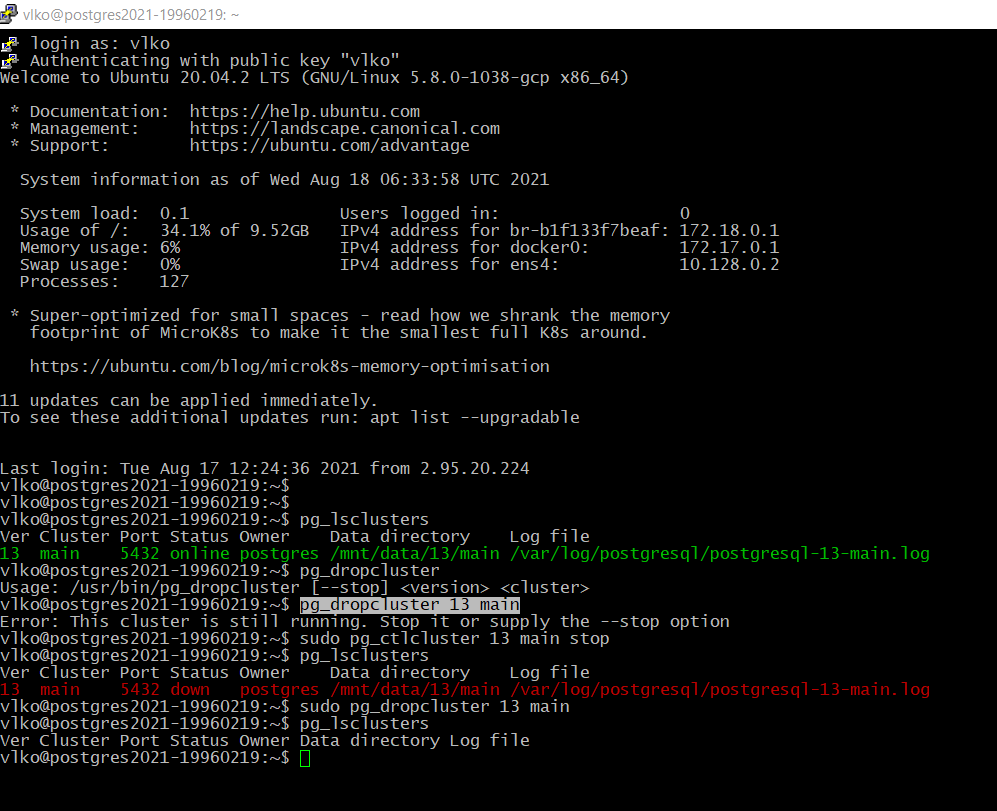 vlko@postgres2021-19960219: ~
login as: vlko
Authenticating with public key "vlko"
Welcome to Ubuntu 20.04.2 LTS (GNU/Linux 5.8.0-1038-gcp x86_64)
* Documentation:  https://help.ubuntu.com
* Management:     https://landscape.canonical.com
* Support:        https://ubuntu.com/advantage
System information as of Wed Aug 18 06:33:58 UTC 2021
System load:  0.1                Users logged in:                  0
Usage of /:   34.1% of 9.52GB   IPv4 address for br-b1f133f7beaf: 172.18.0.1
Memory usage: 6%                IPv4 address for docker0:         172.17.0.1
Swap usage:   0%                IPv4 address for ens4:            10.128.0.2
Processes:    127
* Super-optimized for small spaces - read how we shrank the memory
footprint of MicroK8s to make it the smallest full K8s around.
https://ubuntu.com/blog/microk8s-memory-optimisation
11 updates can be applied immediately.
To see these additional updates run: apt list --upgradable
Last login: Tue Aug 17 12:24:36 2021 from 2.95.20.224
vlko@postgres2021-19960219:~$
vlko@postgres2021-19960219:~$
vlko@postgres2021-19960219:~$ pg_lsclusters
Ver Cluster Port Status Owner    Data directory    Log file
13  main    5432 online postgres /mnt/data/13/main /var/log/postgresql/postgresql-13-main.log
vlko@postgres2021-19960219:~$ pg_dropcluster
Usage: /usr/bin/pg_dropcluster [--stop] <version> <cluster>
vlko@postgres2021-19960219:~$ pg_dropcluster 13 main
Error: This cluster is still running. Stop it or supply the --stop option
vlko@postgres2021-19960219:~$ sudo pg_ctlcluster 13 main stop
vlko@postgres2021-19960219:~$ pg_lsclusters
Ver Cluster Port Status Owner    Data directory    Log file
13  main    5432 down   postgres /mnt/data/13/main /var/log/postgresql/postgresql-13-main.log
vlko@postgres2021-19960219:~$ sudo pg_dropcluster 13 main
vlko@postgres2021-19960219:~$ pg_lsclusters
Ver Cluster Port Status Owner Data directory Log file
vlko@postgres2021-19960219:~$